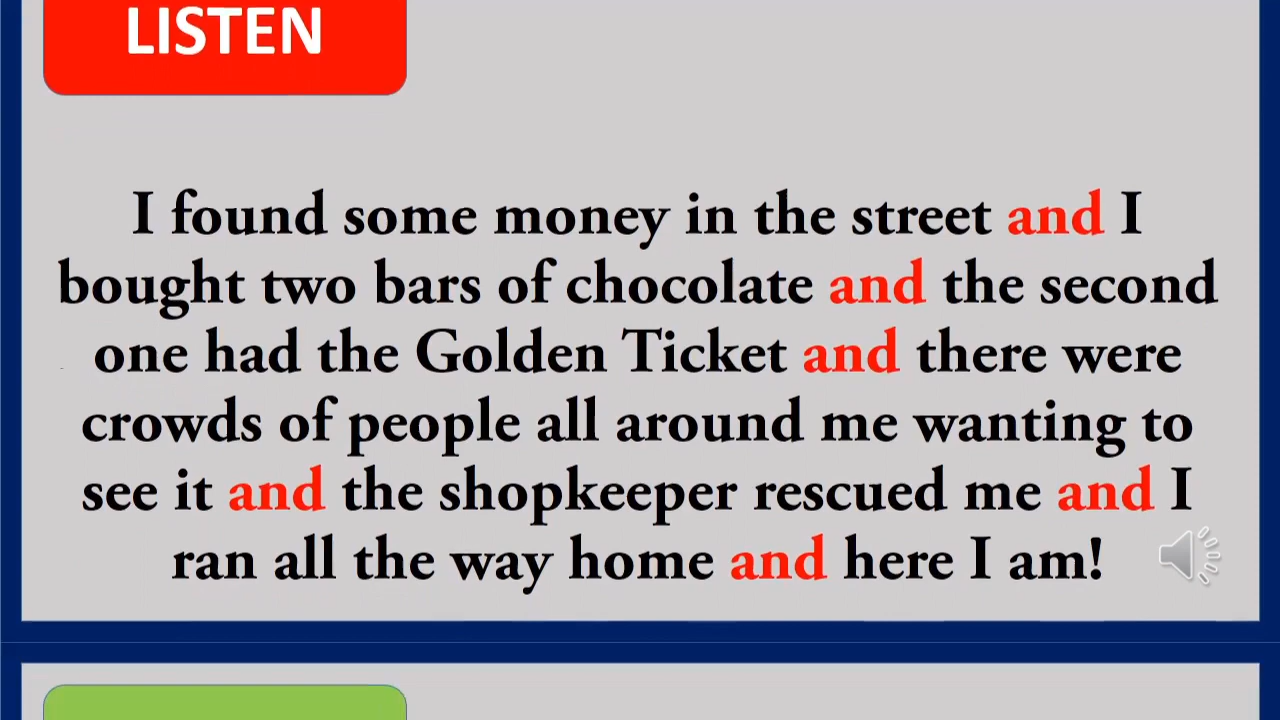 LISTEN
I found some money in the street and I
bought two bars of chocolate and the second
one had the Golden Ticket and there were
crowds of people all around me wanting to
see it and the shopkeeper rescued me and I
ran all the way home and here I am!